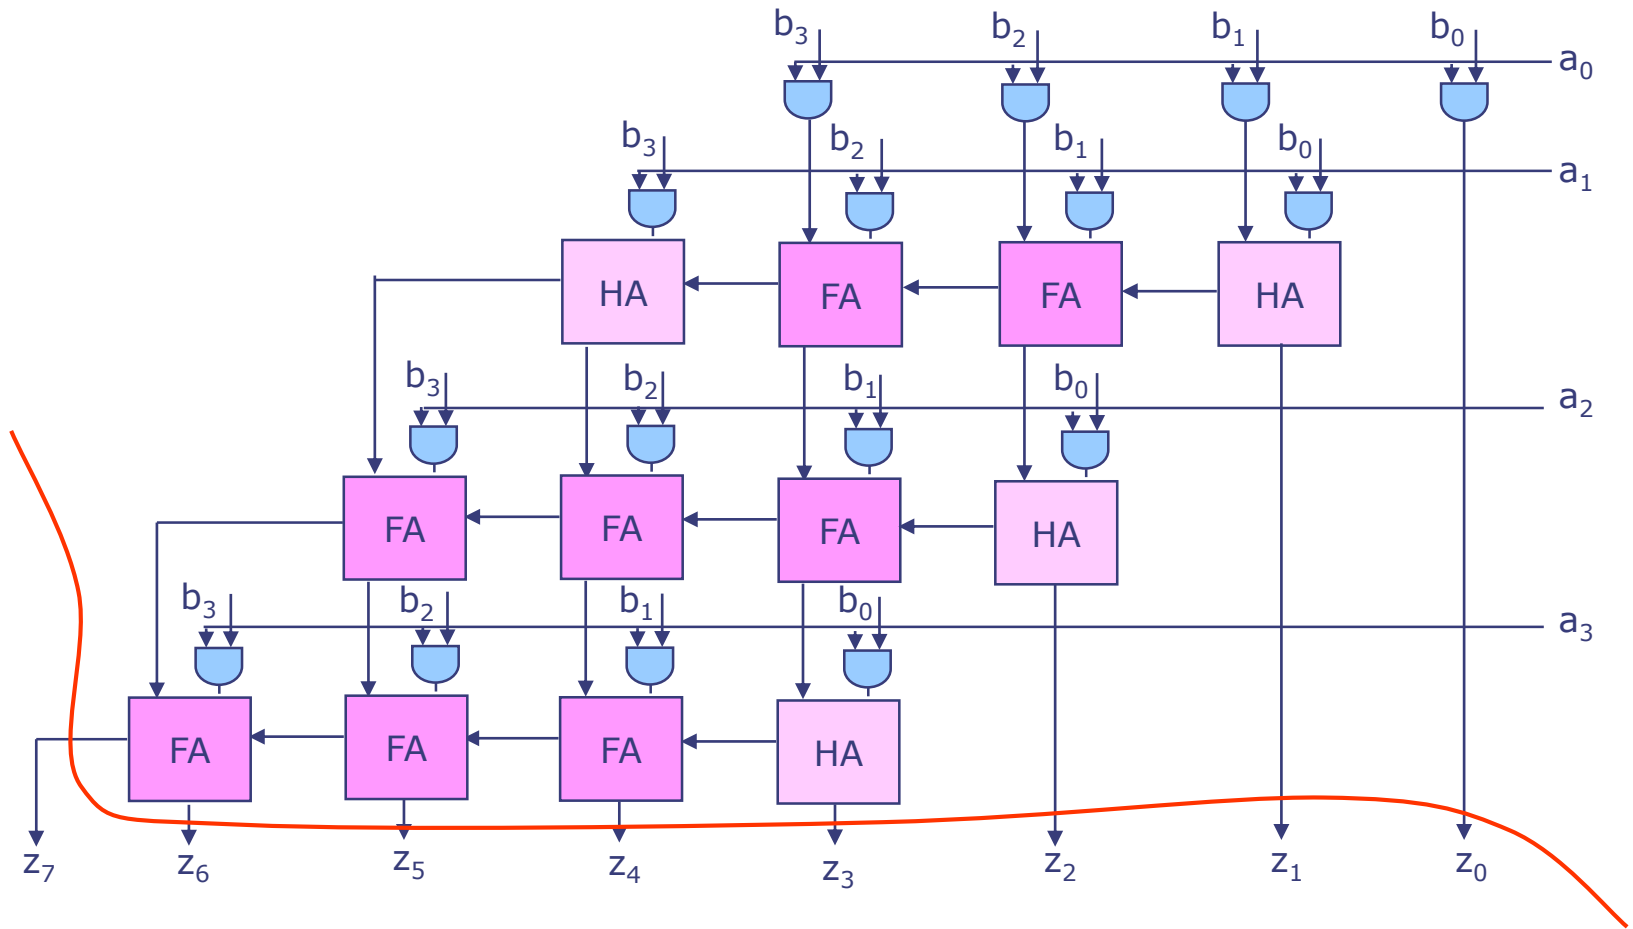 b₃ b₂ b₁ b₀ a₀
b₃ b₂ b₁ b₀ a₁
HA FA FA HA
b₃ b₂ b₁ b₀ a₂
FA FA FA HA
b₃ b₂ b₁ b₀ a₃
FA FA FA HA
z₇ z₆ z₅ z₄ z₃ z₂ z₁ z₀